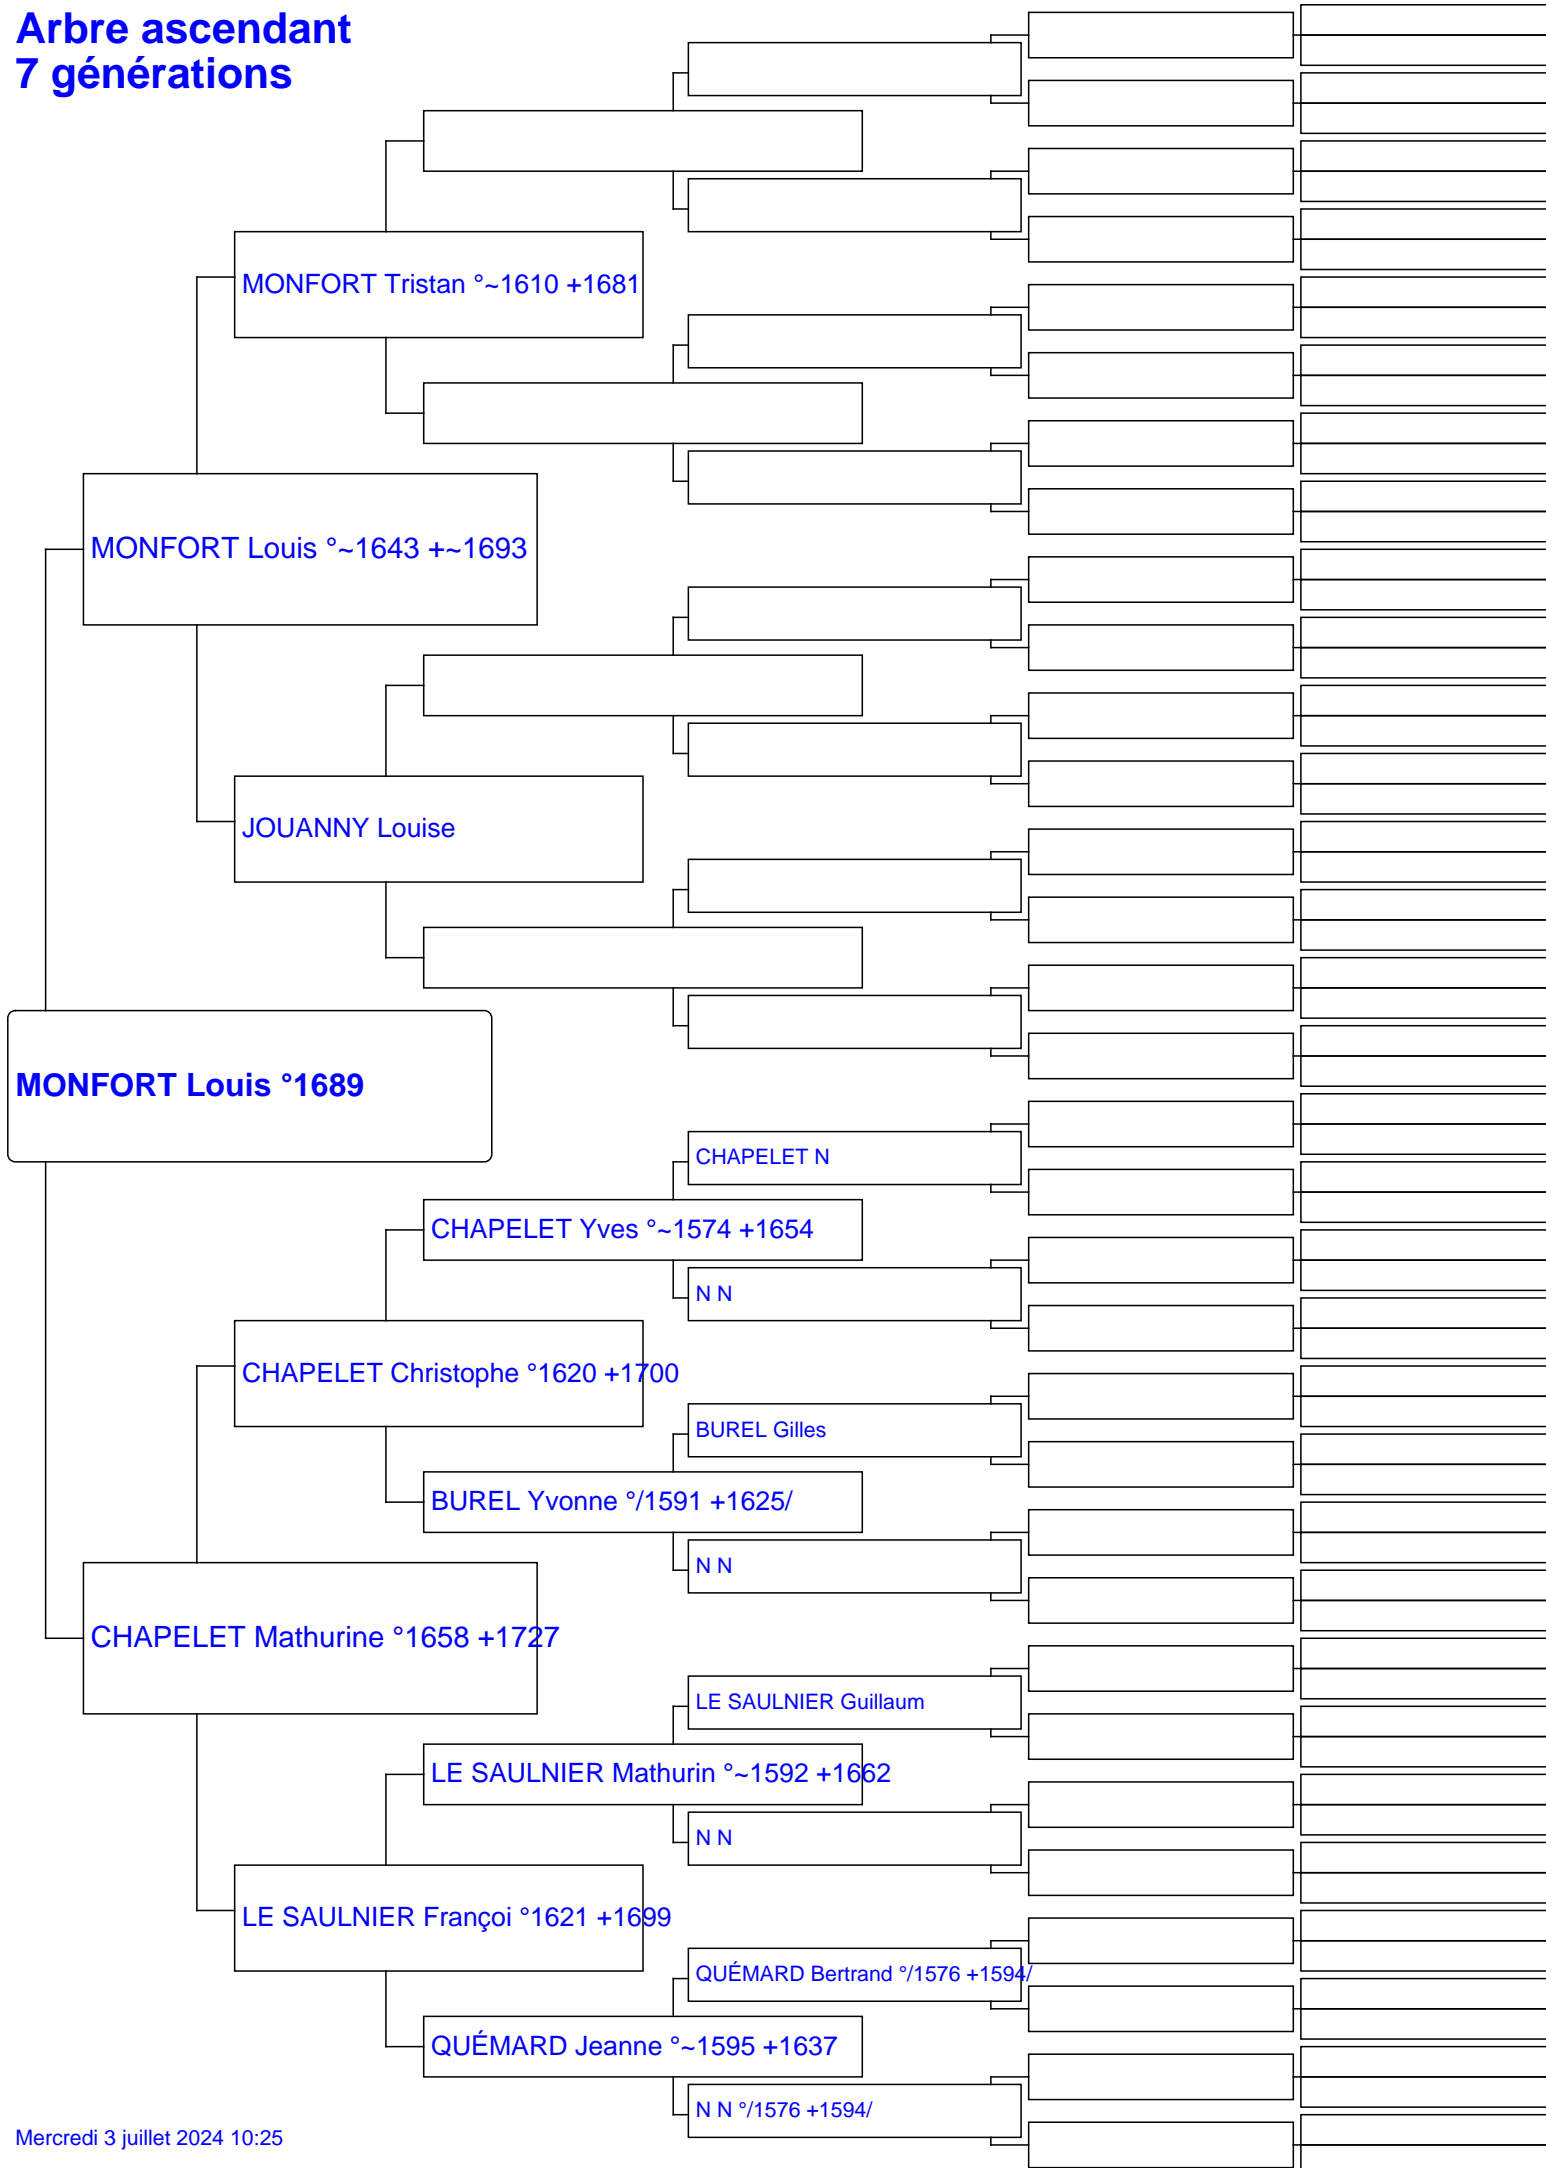 Arbre ascendant
7 générations
MONFORT Tristan °~1610 +1681
MONFORT Louis °~1643 +~1693
JOUANNY Louise
MONFORT Louis °1689
CHAPELET N
CHAPELET Yves °~1574 +1654
N N
CHAPELET Christophe °1620 +1700
BUREL Gilles
BUREL Yvonne °/1591 +1625/
N N
CHAPELET Mathurine °1658 +1727
LE SAULNIER Guillaum
LE SAULNIER Mathurin °~1592 +1662
N N
LE SAULNIER Françoi °1621 +1699
QUÉMARD Bertrand °/1576 +1594/
QUÉMARD Jeanne °~1595 +1637
N N °/1576 +1594/
Mercredi 3 juillet 2024 10:25